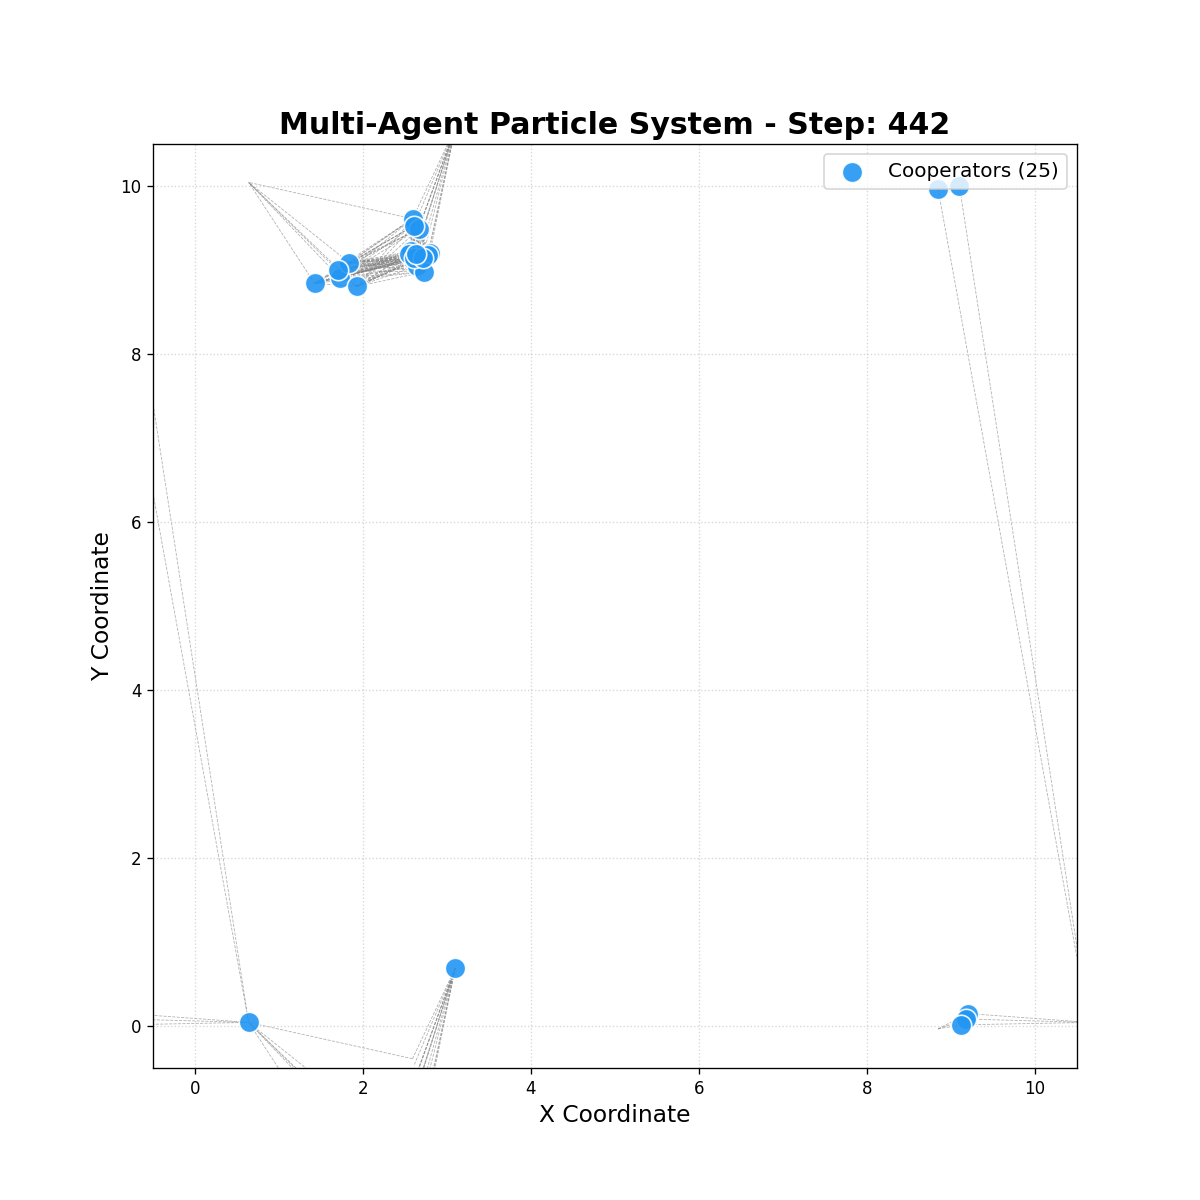 Multi-Agent Particle System - Step: 442
Cooperators (25)
10
8
6
4
2
0
Y Coordinate
0 2 4 6 8 10
X Coordinate